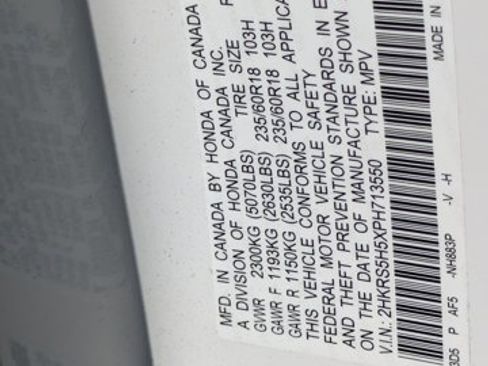 MFD. IN CANADA BY HONDA OF CANADA
A DIVISION OF HONDA CANADA INC.
TIRE SIZE
GVWR 2300KG (5070LBS)
GAWR F 1193KG (2630LBS) 235/60R18 103H
GAWR R 1150KG (2535LBS) 235/60R18 103H
THIS VEHICLE CONFORMS TO ALL APPLICA
FEDERAL MOTOR VEHICLE SAFETY
AND THEFT PREVENTION STANDARDS IN E
ON THE DATE OF MANUFACTURE SHOWN
V.I.N.: 2HKRS5H5XPH713550 TYPE: MPV
MADE IN
3D5 P AF5 -NH883P -V -H